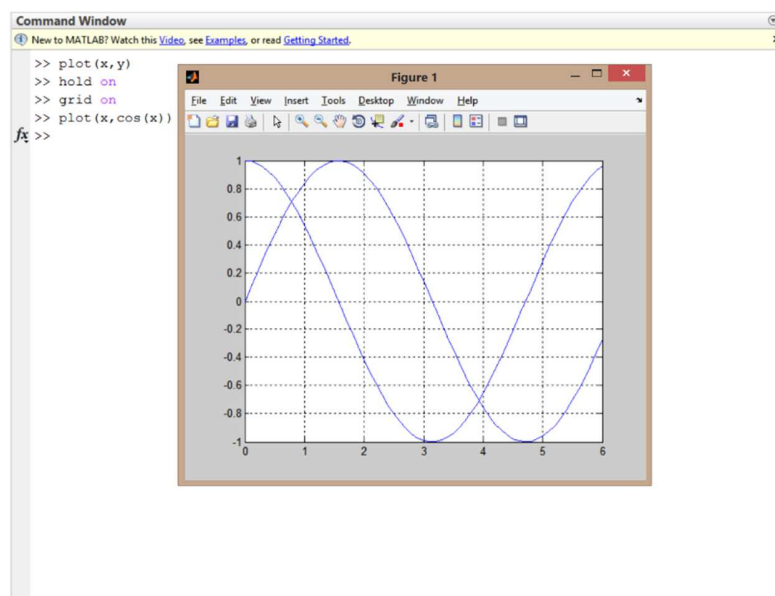 Command Window
New to MATLAB? Watch this Video, see Examples, or read Getting Started.
>> plot(x,y)
>> hold on
>> grid on
>> plot(x,cos(x))
fx >>
Figure 1
File Edit View Insert Tools Desktop Window Help
1
0.8
0.6
0.4
0.2
0
-0.2
-0.4
-0.6
-0.8
-1
0 1 2 3 4 5 6